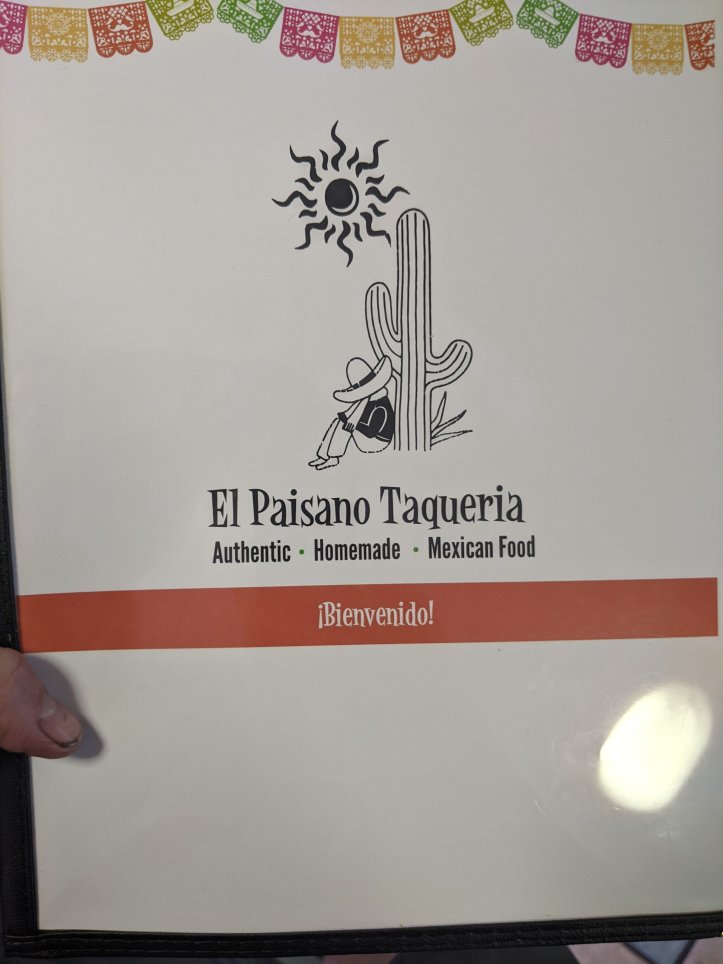 El Paisano Taqueria
Authentic • Homemade • Mexican Food
¡Bienvenido!